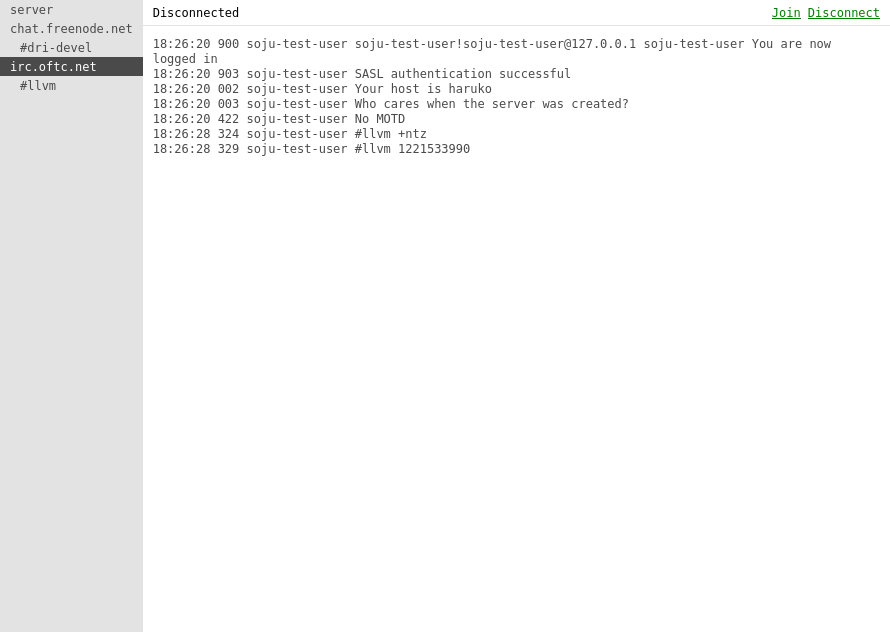 server
chat.freenode.net
#dri-devel
irc.oftc.net
#llvm
Disconnected
Join Disconnect
18:26:20 900 soju-test-user soju-test-user!soju-test-user@127.0.0.1 soju-test-user You are now
logged in
18:26:20 903 soju-test-user SASL authentication successful
18:26:20 002 soju-test-user Your host is haruko
18:26:20 003 soju-test-user Who cares when the server was created?
18:26:20 422 soju-test-user No MOTD
18:26:28 324 soju-test-user #llvm +ntz
18:26:28 329 soju-test-user #llvm 1221533990